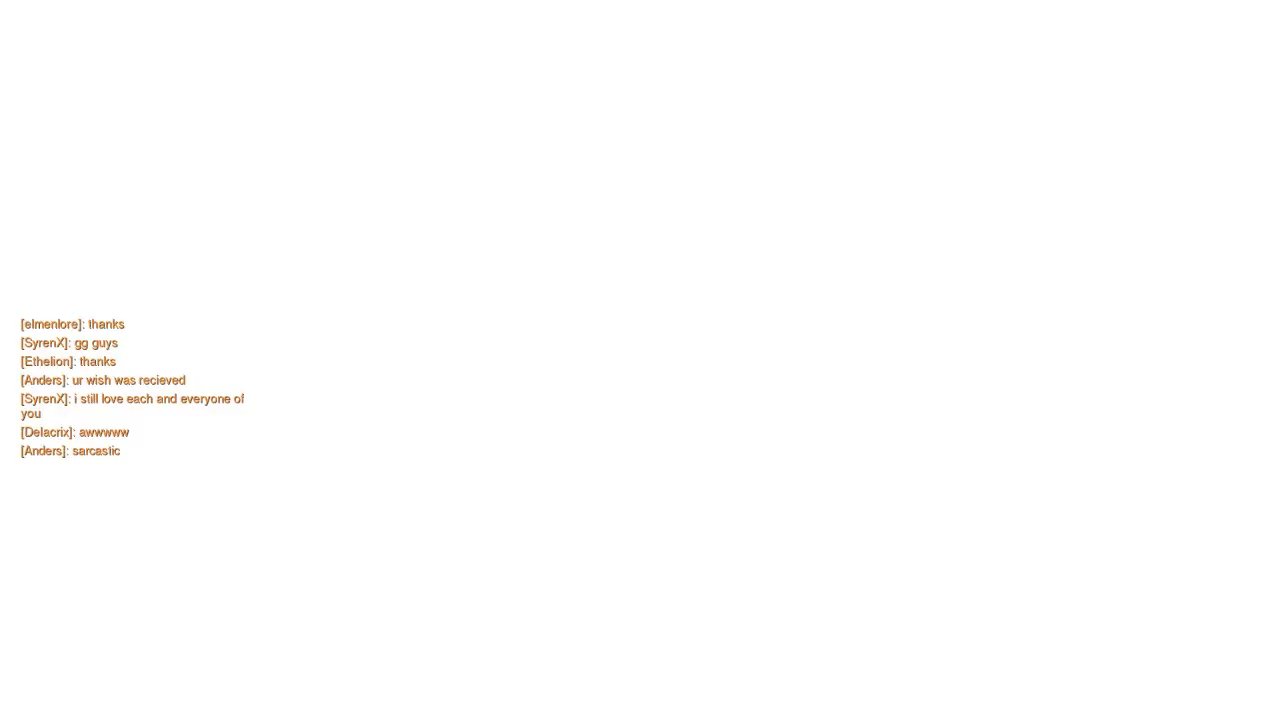 [elmenlore]: thanks
[SyrenX]: gg guys
[Ethelion]: thanks
[Anders]: ur wish was recieved
[SyrenX]: i still love each and everyone of
you
[Delacrix]: awwwww
[Anders]: sarcastic